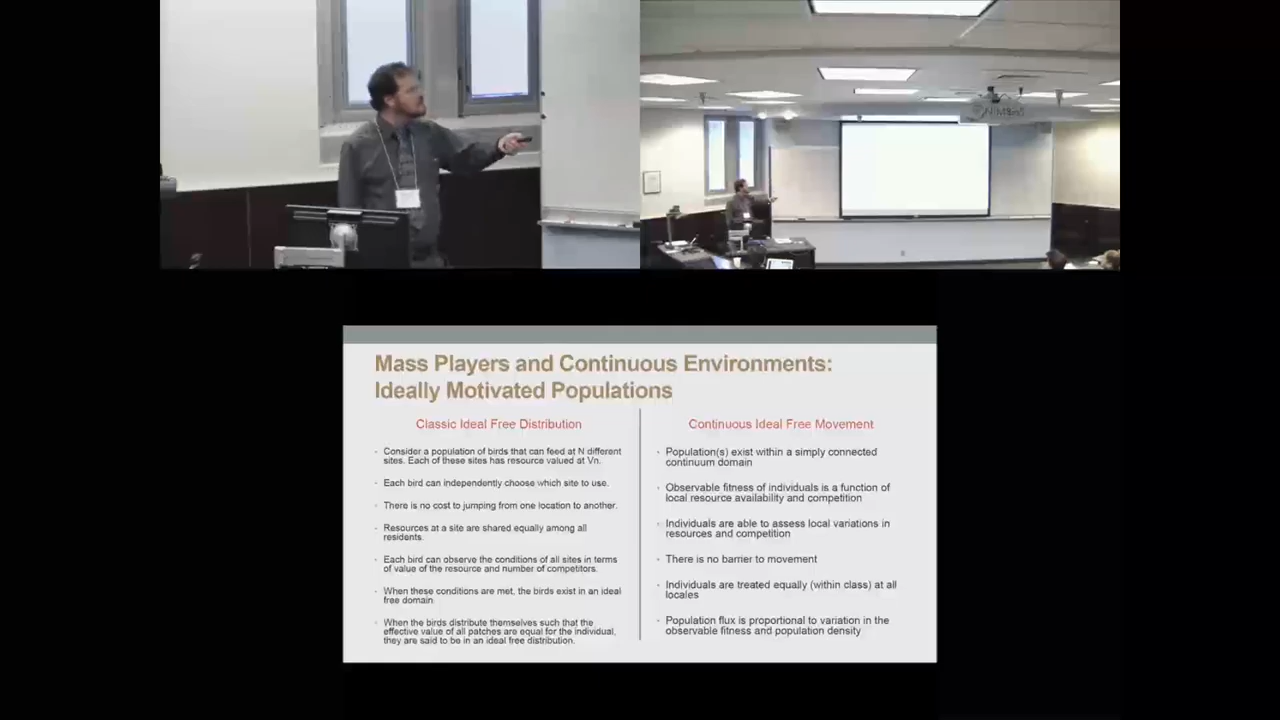 NIMBioS
Mass Players and Continuous Environments:
Ideally Motivated Populations
Classic Ideal Free Distribution
· Consider a population of birds that can feed at N different
sites. Each of these sites has resource valued at Vn.
· Each bird can independently choose which site to use.
· There is no cost to jumping from one location to another.
· Resources at a site are shared equally among all
residents.
· Each bird can observe the conditions of all sites in terms
of value of the resource and number of competitors.
· When these conditions are met, the birds exist in an ideal
free domain
· When the birds distribute themselves such that the
effective value of all patches are equal for the individual,
they are said to be in an ideal free distribution.
Continuous Ideal Free Movement
· Population(s) exist within a simply connected
continuum domain
· Observable fitness of individuals is a function of
local resource availability and competition
· Individuals are able to assess local variations in
resources and competition
· There is no barrier to movement
· Individuals are treated equally (within class) at all
locales
· Population flux is proportional to variation in the
observable fitness and population density